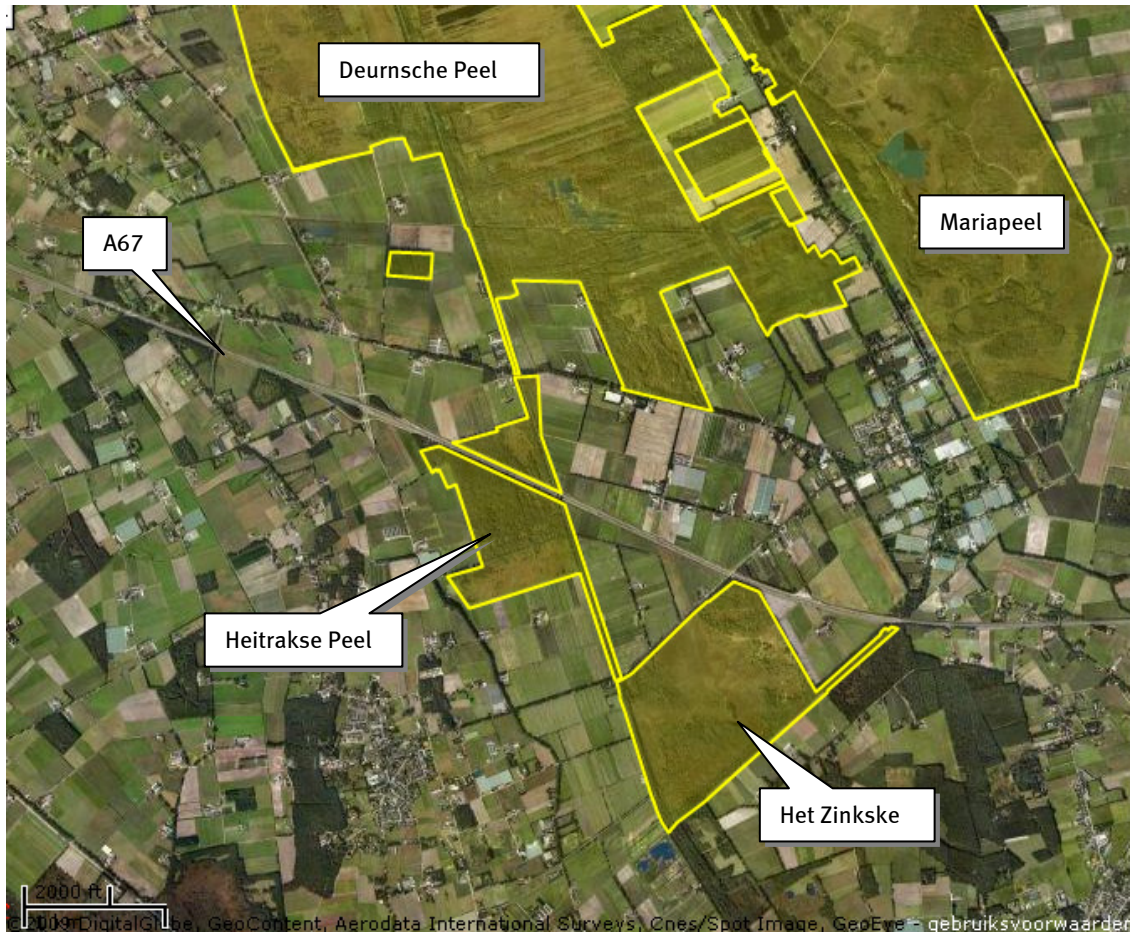 Deurnsche Peel
Mariapeel
A67
Heitrakse Peel
Het Zinkske
2000 ft
DigitalGlobe, GeoContent, Aerodata International Surveys, Cnes/Spot Image, GeoEye - gebruiksvoorwaarden